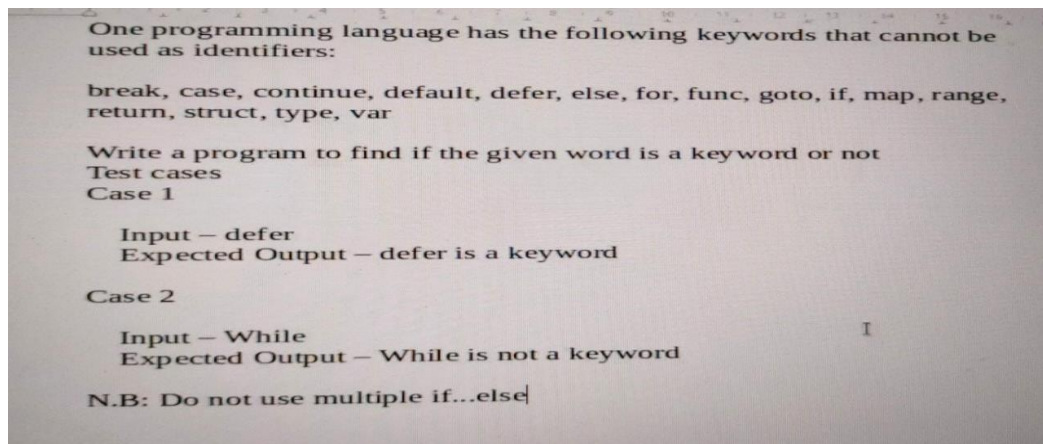 One programming language has the following keywords that cannot be
used as identifiers:
break, case, continue, default, defer, else, for, func, goto, if, map, range,
return, struct, type, var
Write a program to find if the given word is a keyword or not
Test cases
Case 1
Input – defer
Expected Output – defer is a keyword
Case 2
Input – While
Expected Output – While is not a keyword
N.B: Do not use multiple if...else